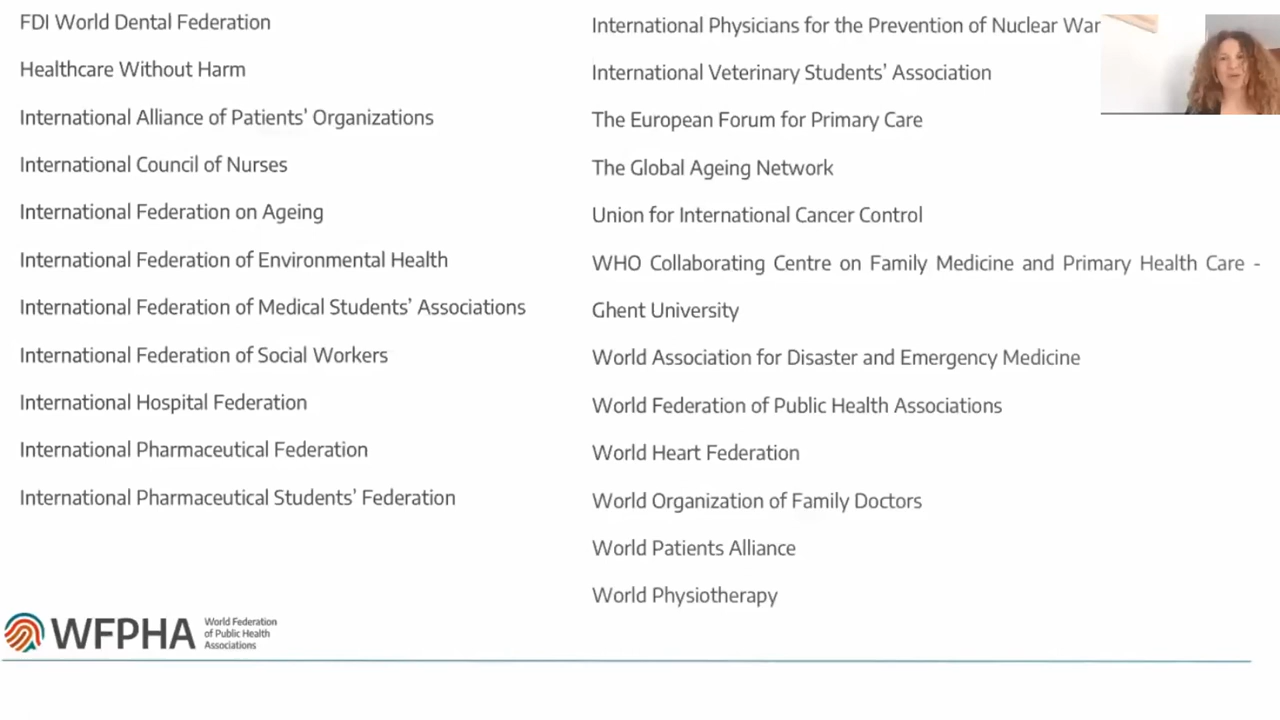 FDI World Dental Federation
Healthcare Without Harm
International Alliance of Patients' Organizations
International Council of Nurses
International Federation on Ageing
International Federation of Environmental Health
International Federation of Medical Students’ Associations
International Federation of Social Workers
International Hospital Federation
International Pharmaceutical Federation
International Pharmaceutical Students’ Federation
International Physicians for the Prevention of Nuclear War
International Veterinary Students’ Association
The European Forum for Primary Care
The Global Ageing Network
Union for International Cancer Control
WHO Collaborating Centre on Family Medicine and Primary Health Care -
Ghent University
World Association for Disaster and Emergency Medicine
World Federation of Public Health Associations
World Heart Federation
World Organization of Family Doctors
World Patients Alliance
World Physiotherapy
WFPHA
World Federation
of Public Health
Associations